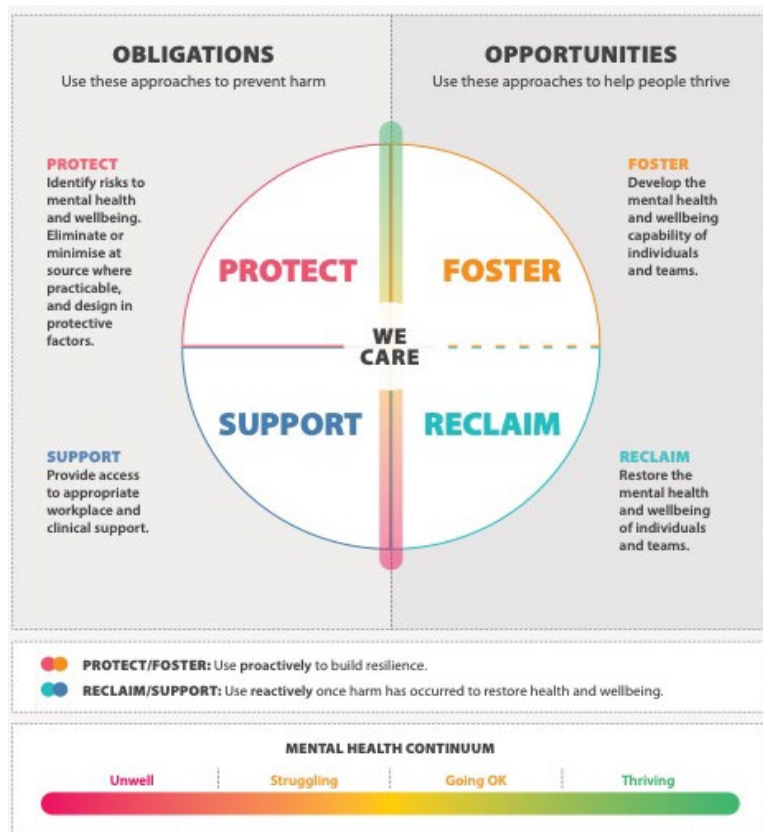 OBLIGATIONS
Use these approaches to prevent harm
OPPORTUNITIES
Use these approaches to help people thrive
PROTECT
Identify risks to
mental health
and wellbeing.
Eliminate or
minimise at
source where
practicable,
and design in
protective
factors.
FOSTER
Develop the
mental health
and wellbeing
capability of
individuals
and teams.
PROTECT
FOSTER
WE
CARE
SUPPORT
RECLAIM
SUPPORT
Provide access
to appropriate
workplace and
clinical support.
RECLAIM
Restore the
mental health
and wellbeing
of individuals
and teams.
PROTECT/FOSTER: Use proactively to build resilience.
RECLAIM/SUPPORT: Use reactively once harm has occurred to restore health and wellbeing.
MENTAL HEALTH CONTINUUM
Unwell Struggling Going OK Thriving